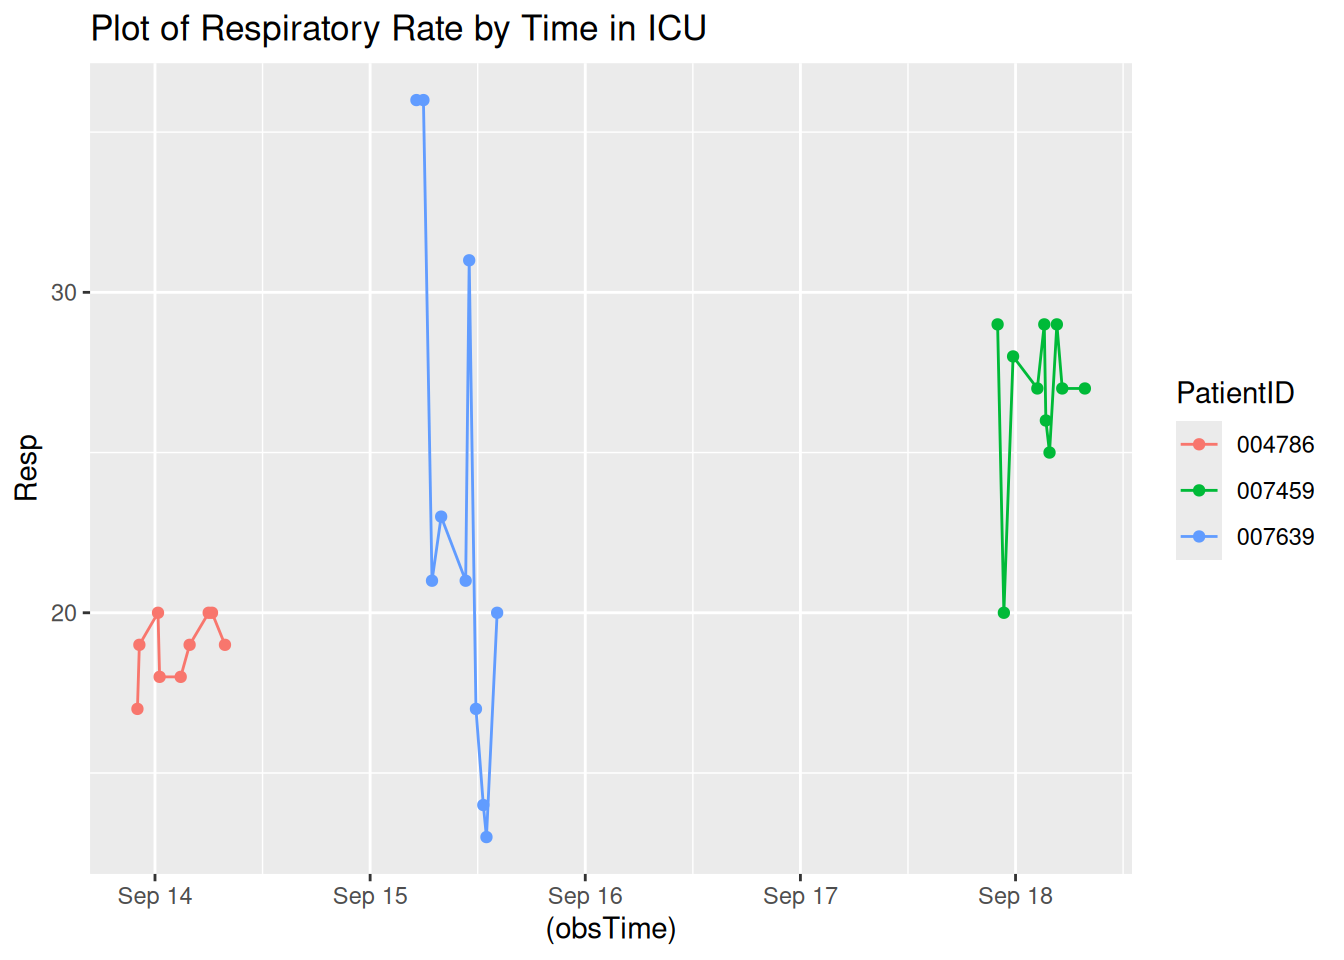 Plot of Respiratory Rate by Time in ICU
30
20
Resp
Sep 14
Sep 15
Sep 16
Sep 17
Sep 18
(obsTime)
PatientID
004786
007459
007639